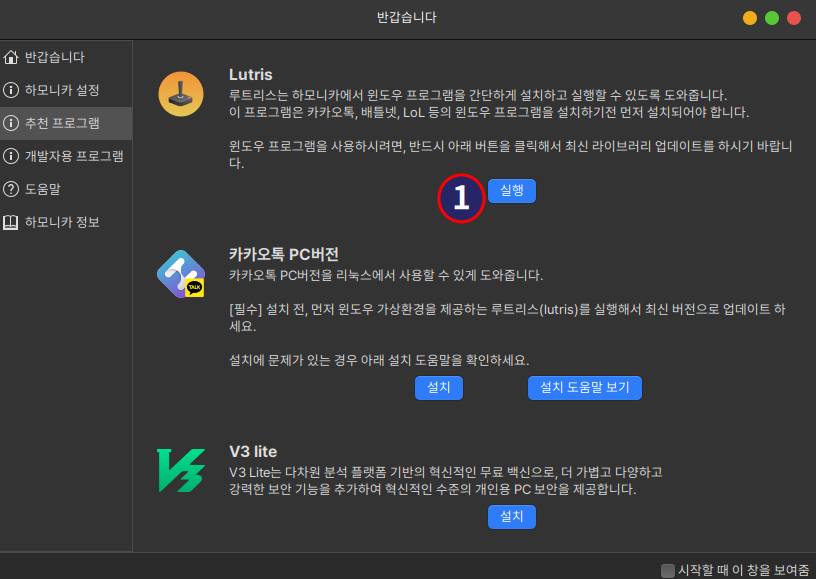 반갑습니다
반갑습니다
하모니카 설정
추천 프로그램
개발자용 프로그램
도움말
하모니카 정보
Lutris
루트리스는 하모니카에서 윈도우 프로그램을 간단하게 설치하고 실행할 수 있도록 도와줍니다.
이 프로그램은 카카오톡, 배틀넷, LoL 등의 윈도우 프로그램을 설치하기전 먼저 설치되어야 합니다.
윈도우 프로그램을 사용하시려면, 반드시 아래 버튼을 클릭해서 최신 라이브러리 업데이트를 하시기 바랍니
다.
1
실행
카카오톡 PC버전
카카오톡 PC버전을 리눅스에서 사용할 수 있게 도와줍니다.
[필수] 설치 전, 먼저 윈도우 가상환경을 제공하는 루트리스(lutris)를 실행해서 최신 버전으로 업데이트 하
세요.
설치에 문제가 있는 경우 아래 설치 도움말을 확인하세요.
TALK
설치
설치 도움말 보기
V3 lite
V3 Lite는 다차원 분석 플랫폼 기반의 혁신적인 무료 백신으로, 더 가볍고 다양하고
강력한 보안 기능을 추가하여 혁신적인 수준의 개인용 PC 보안을 제공합니다.
설치
시작할 때 이 창을 보여줌